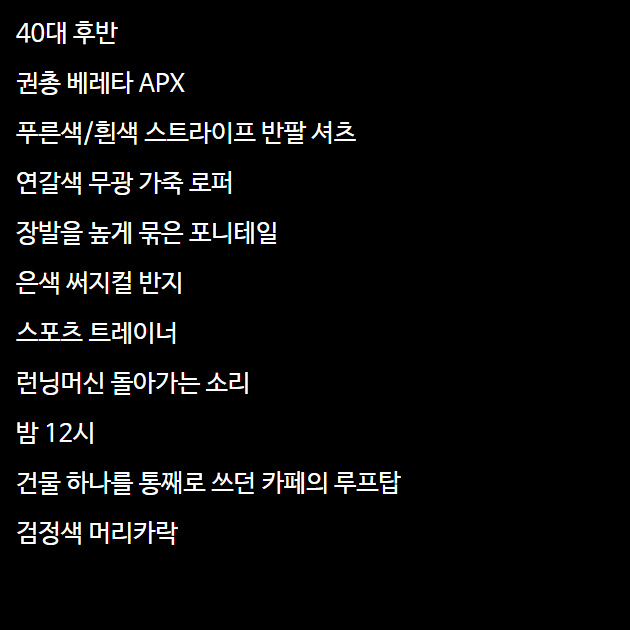 40대 후반
권총 베레타 APX
푸른색/흰색 스트라이프 반팔 셔츠
연갈색 무광 가죽 로퍼
장발을 높게 묶은 포니테일
은색 써지컬 반지
스포츠 트레이너
런닝머신 돌아가는 소리
밤 12시
건물 하나를 통째로 쓰던 카페의 루프탑
검정색 머리카락